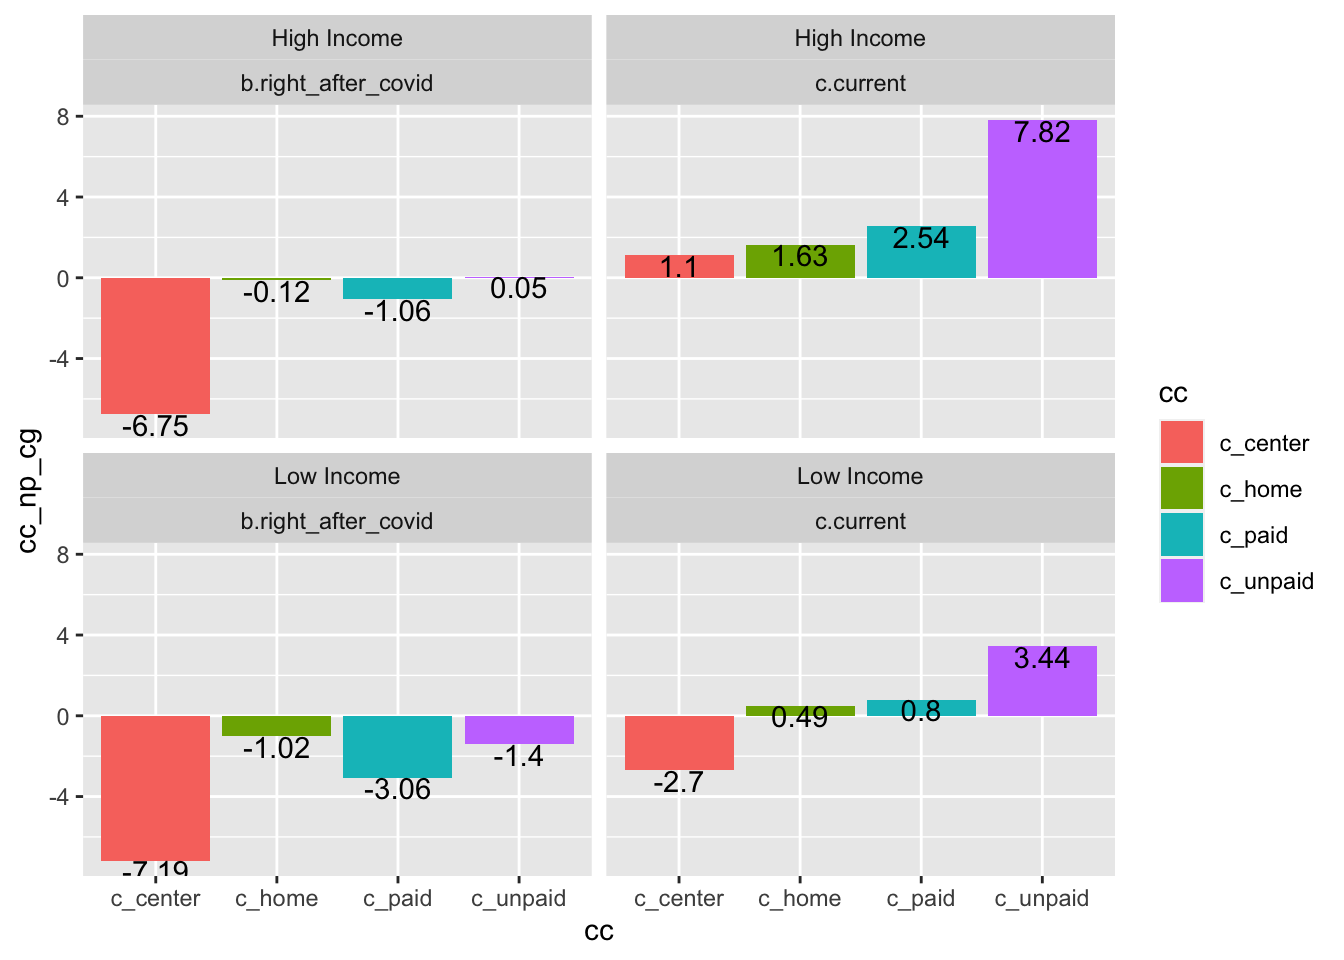 High Income
High Income
b.right_after_covid
c.current
8
4
0
-4
-6.75
-0.12
-1.06
0.05
1.1
1.63
2.54
7.82
Low Income
Low Income
b.right_after_covid
c.current
8
4
0
-4
-7.19
-1.02
-3.06
-1.4
-2.7
0.49
0.8
3.44
c_center
c_home
c_paid
c_unpaid
c_center
c_home
c_paid
c_unpaid
cc
cc_np_cg
cc
c_center
c_home
c_paid
c_unpaid